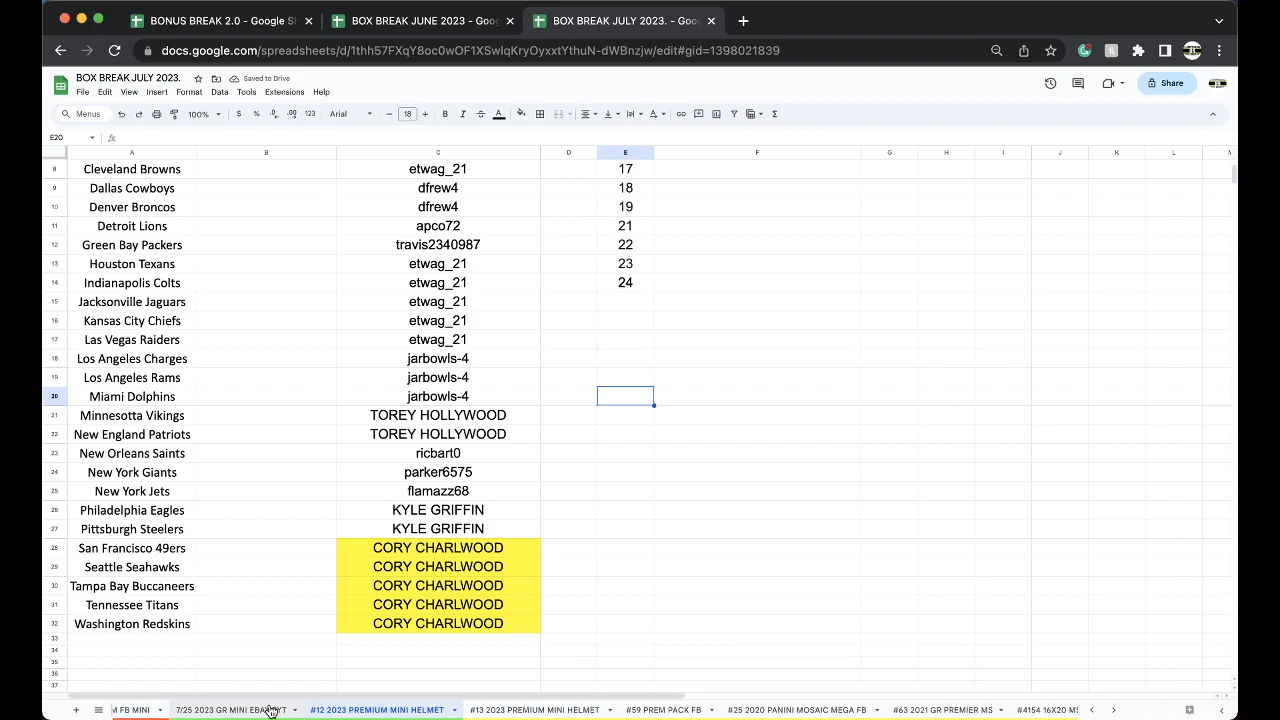 BONUS BREAK 2.0 - Google Sh
BOX BREAK JUNE 2023 - Goog
BOX BREAK JULY 2023. - Goog
docs.google.com/spreadsheets/d/1thh57FXqY8oc0wOF1XSwlqKryOyxxtYthuN-dWBnzjw/edit#gid=1398021839
BOX BREAK JULY 2023.
Saved to Drive
File Edit View Insert Format Data Tools Extensions Help
Share
Menus 100% $ % .0 .00 123 Arial 18
E20
A B C D E F G H I J K L
8 Cleveland Browns etwag_21 17
9 Dallas Cowboys dfrew4 18
10 Denver Broncos dfrew4 19
11 Detroit Lions apco72 21
12 Green Bay Packers travis2340987 22
13 Houston Texans etwag_21 23
14 Indianapolis Colts etwag_21 24
15 Jacksonville Jaguars etwag_21
16 Kansas City Chiefs etwag_21
17 Las Vegas Raiders etwag_21
18 Los Angeles Charges jarbowls-4
19 Los Angeles Rams jarbowls-4
20 Miami Dolphins jarbowls-4
21 Minnesotta Vikings TOREY HOLLYWOOD
22 New England Patriots TOREY HOLLYWOOD
23 New Orleans Saints ricbart0
24 New York Giants parker6575
25 New York Jets flamazz68
26 Philadelphia Eagles KYLE GRIFFIN
27 Pittsburgh Steelers KYLE GRIFFIN
28 San Francisco 49ers CORY CHARLWOOD
29 Seattle Seahawks CORY CHARLWOOD
30 Tampa Bay Buccaneers CORY CHARLWOOD
31 Tennessee Titans CORY CHARLWOOD
32 Washington Redskins CORY CHARLWOOD
33
34
35
36
37
M FB MINI 7/25 2023 GR MINI #12 2023 PREMIUM MINI HELMET #13 2023 PREMIUM MINI HELMET #59 PREM PACK FB #25 2020 PANINI MOSAIC MEGA FB #63 2021 GR PREMIER MS #4154 16X20 MS